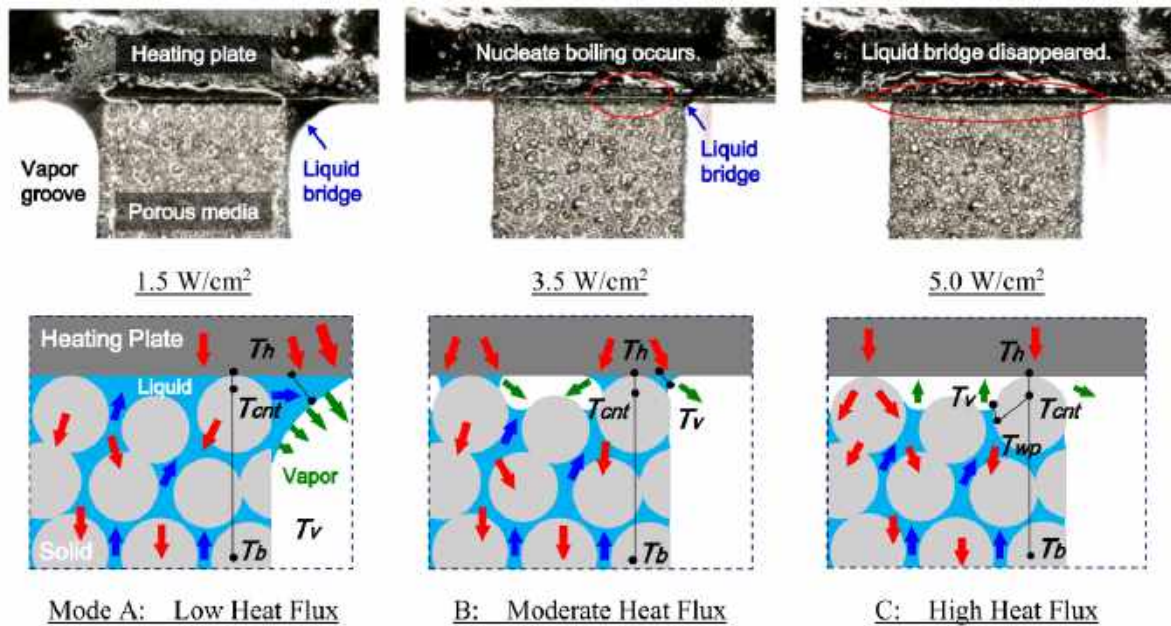 Heating plate
Vapor
groove
Liquid
bridge
Porous media
1.5 W/cm²
Nucleate boiling occurs.
Liquid
bridge
3.5 W/cm²
Liquid bridge disappeared.
5.0 W/cm²
Heating Plate
Th
Liquid
Tcnt
Vapor
Tv
Solid
Tb
Mode A: Low Heat Flux
Th
Tcnt
Tv
Tb
B: Moderate Heat Flux
Th
Tv
Tcnt
Twp
Tb
C: High Heat Flux